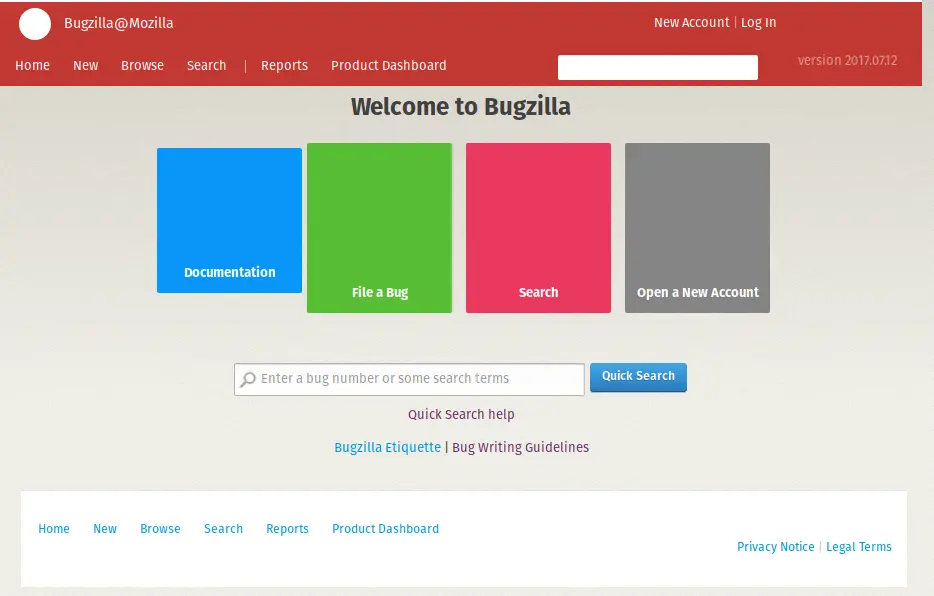 Bugzilla@Mozilla
New Account | Log In
Home New Browse Search | Reports Product Dashboard
version 2017.07.12
Welcome to Bugzilla
Documentation
File a Bug
Search
Open a New Account
Enter a bug number or some search terms
Quick Search
Quick Search help
Bugzilla Etiquette | Bug Writing Guidelines
Home New Browse Search Reports Product Dashboard
Privacy Notice | Legal Terms